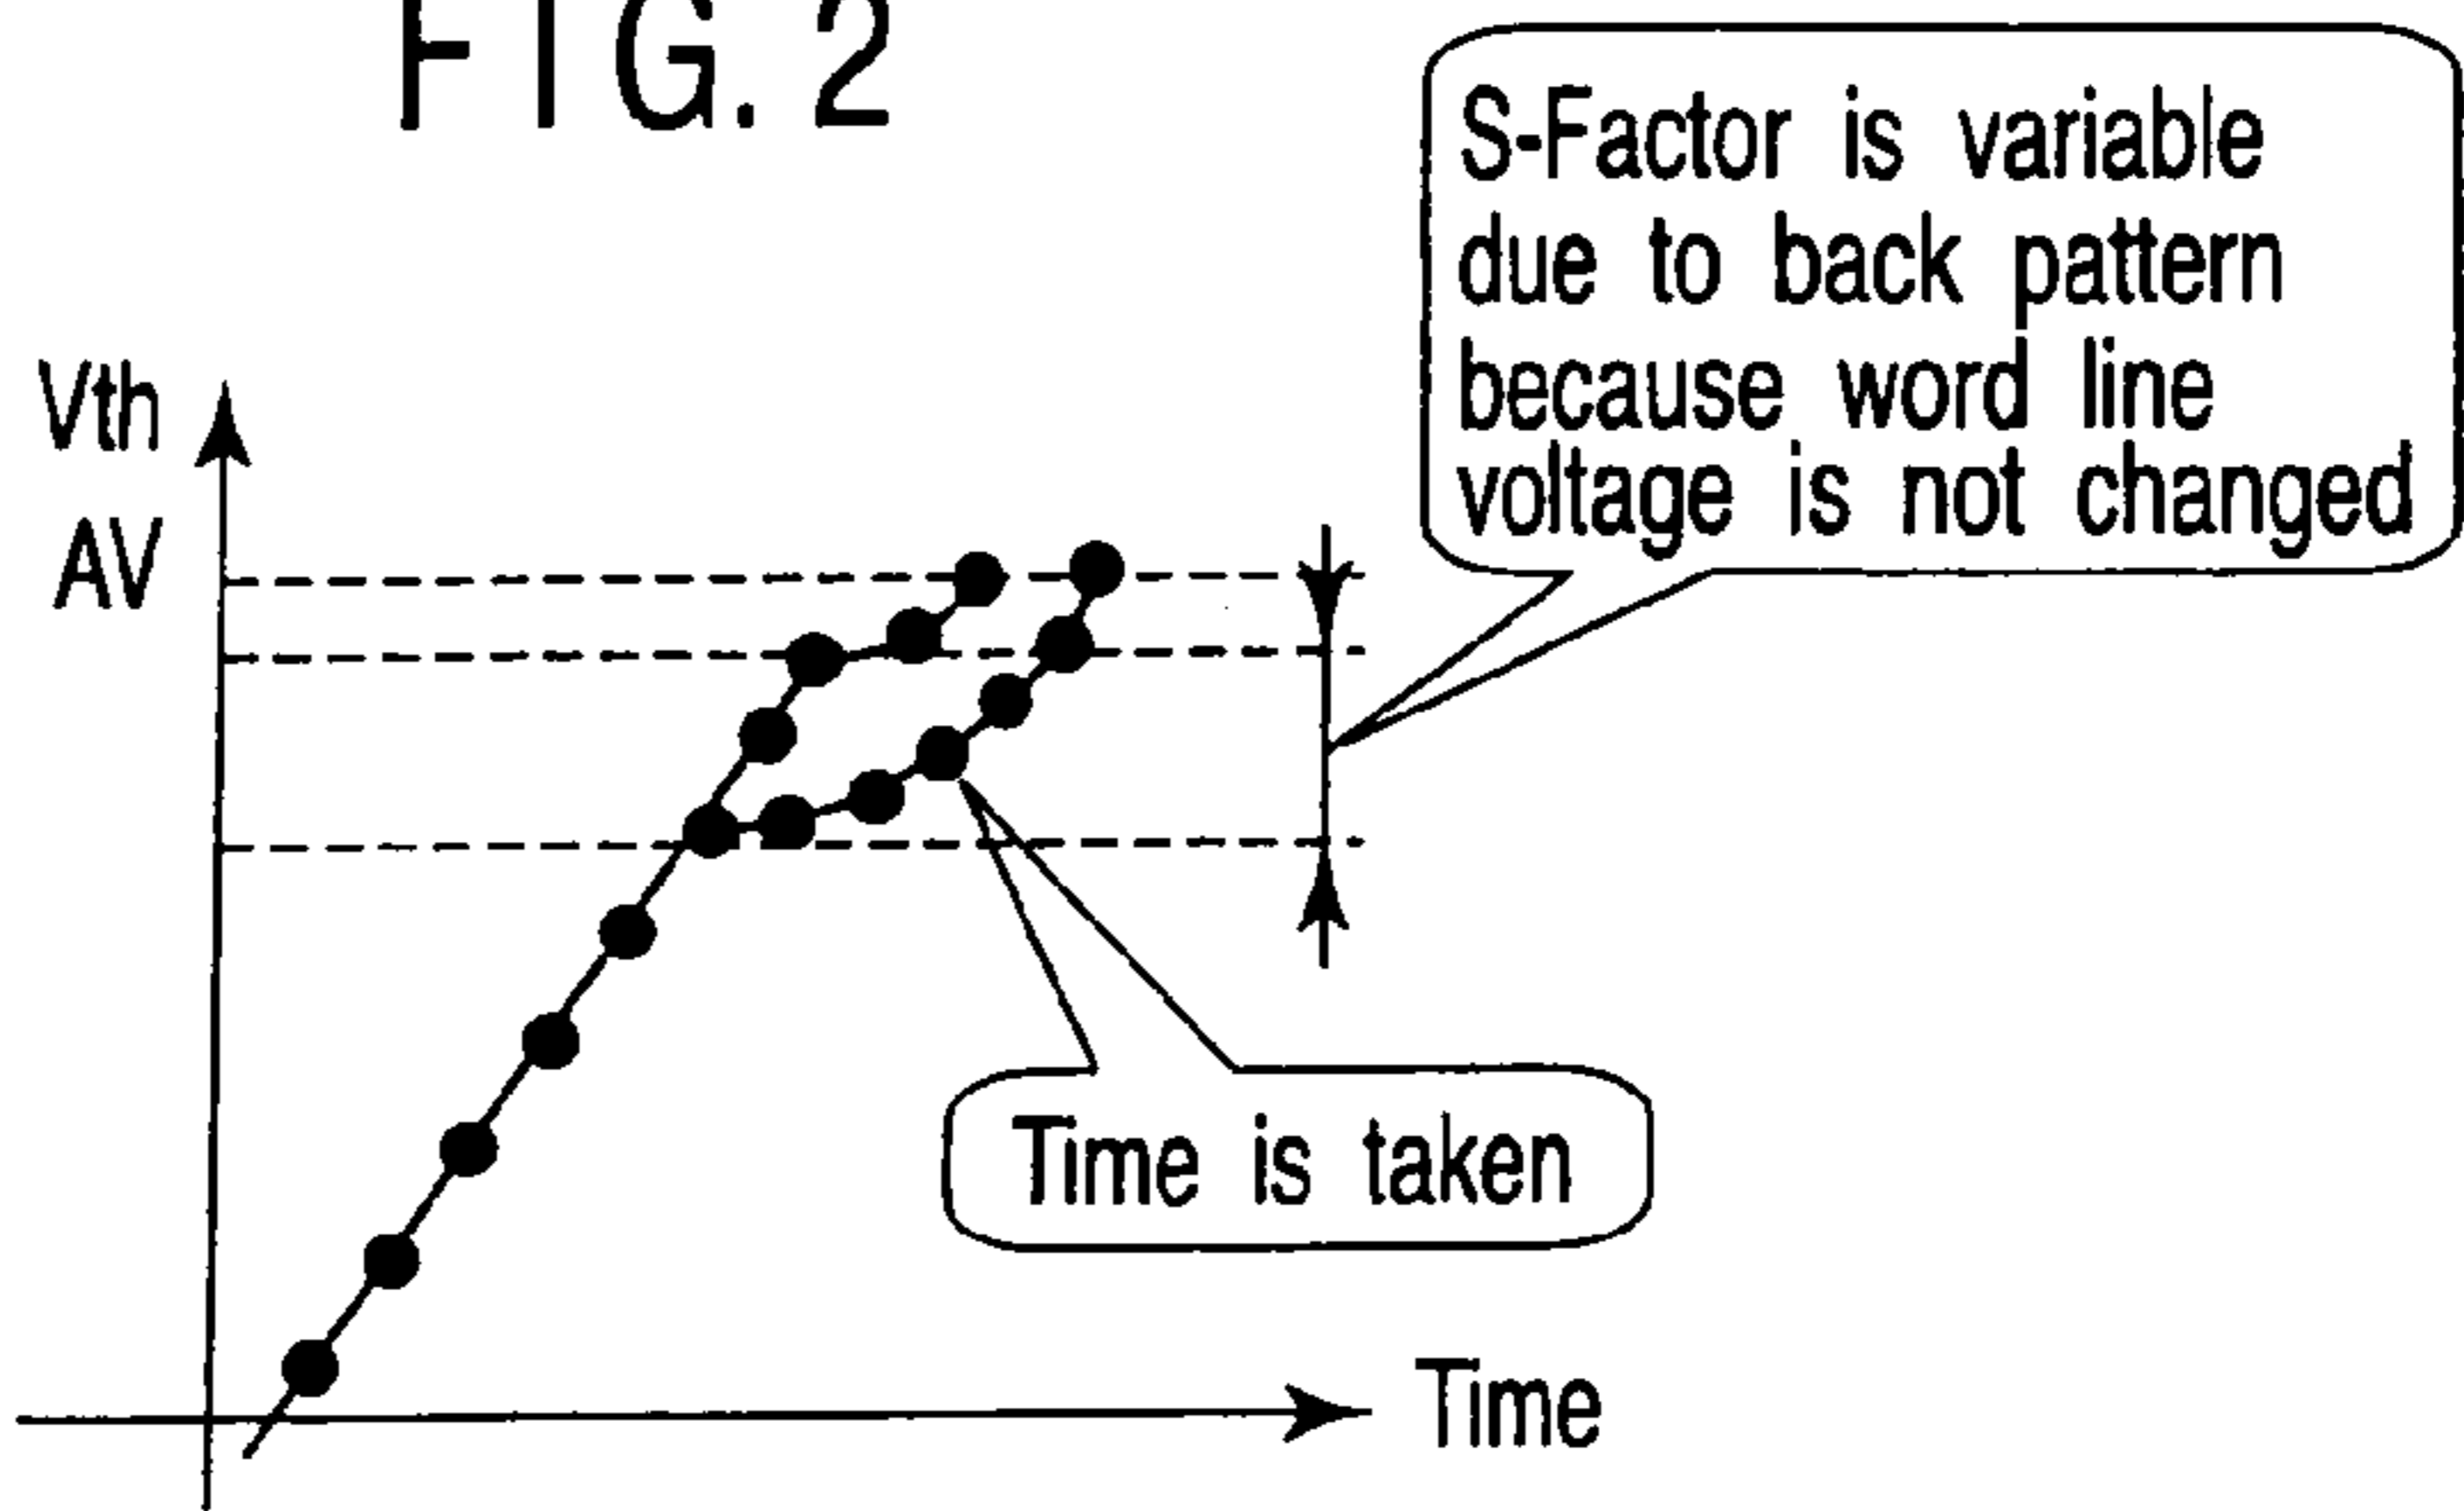 FIG. 2
S-Factor is variable
due to back pattern
because word line
voltage is not changed
Vth
AV
Time is taken
Time